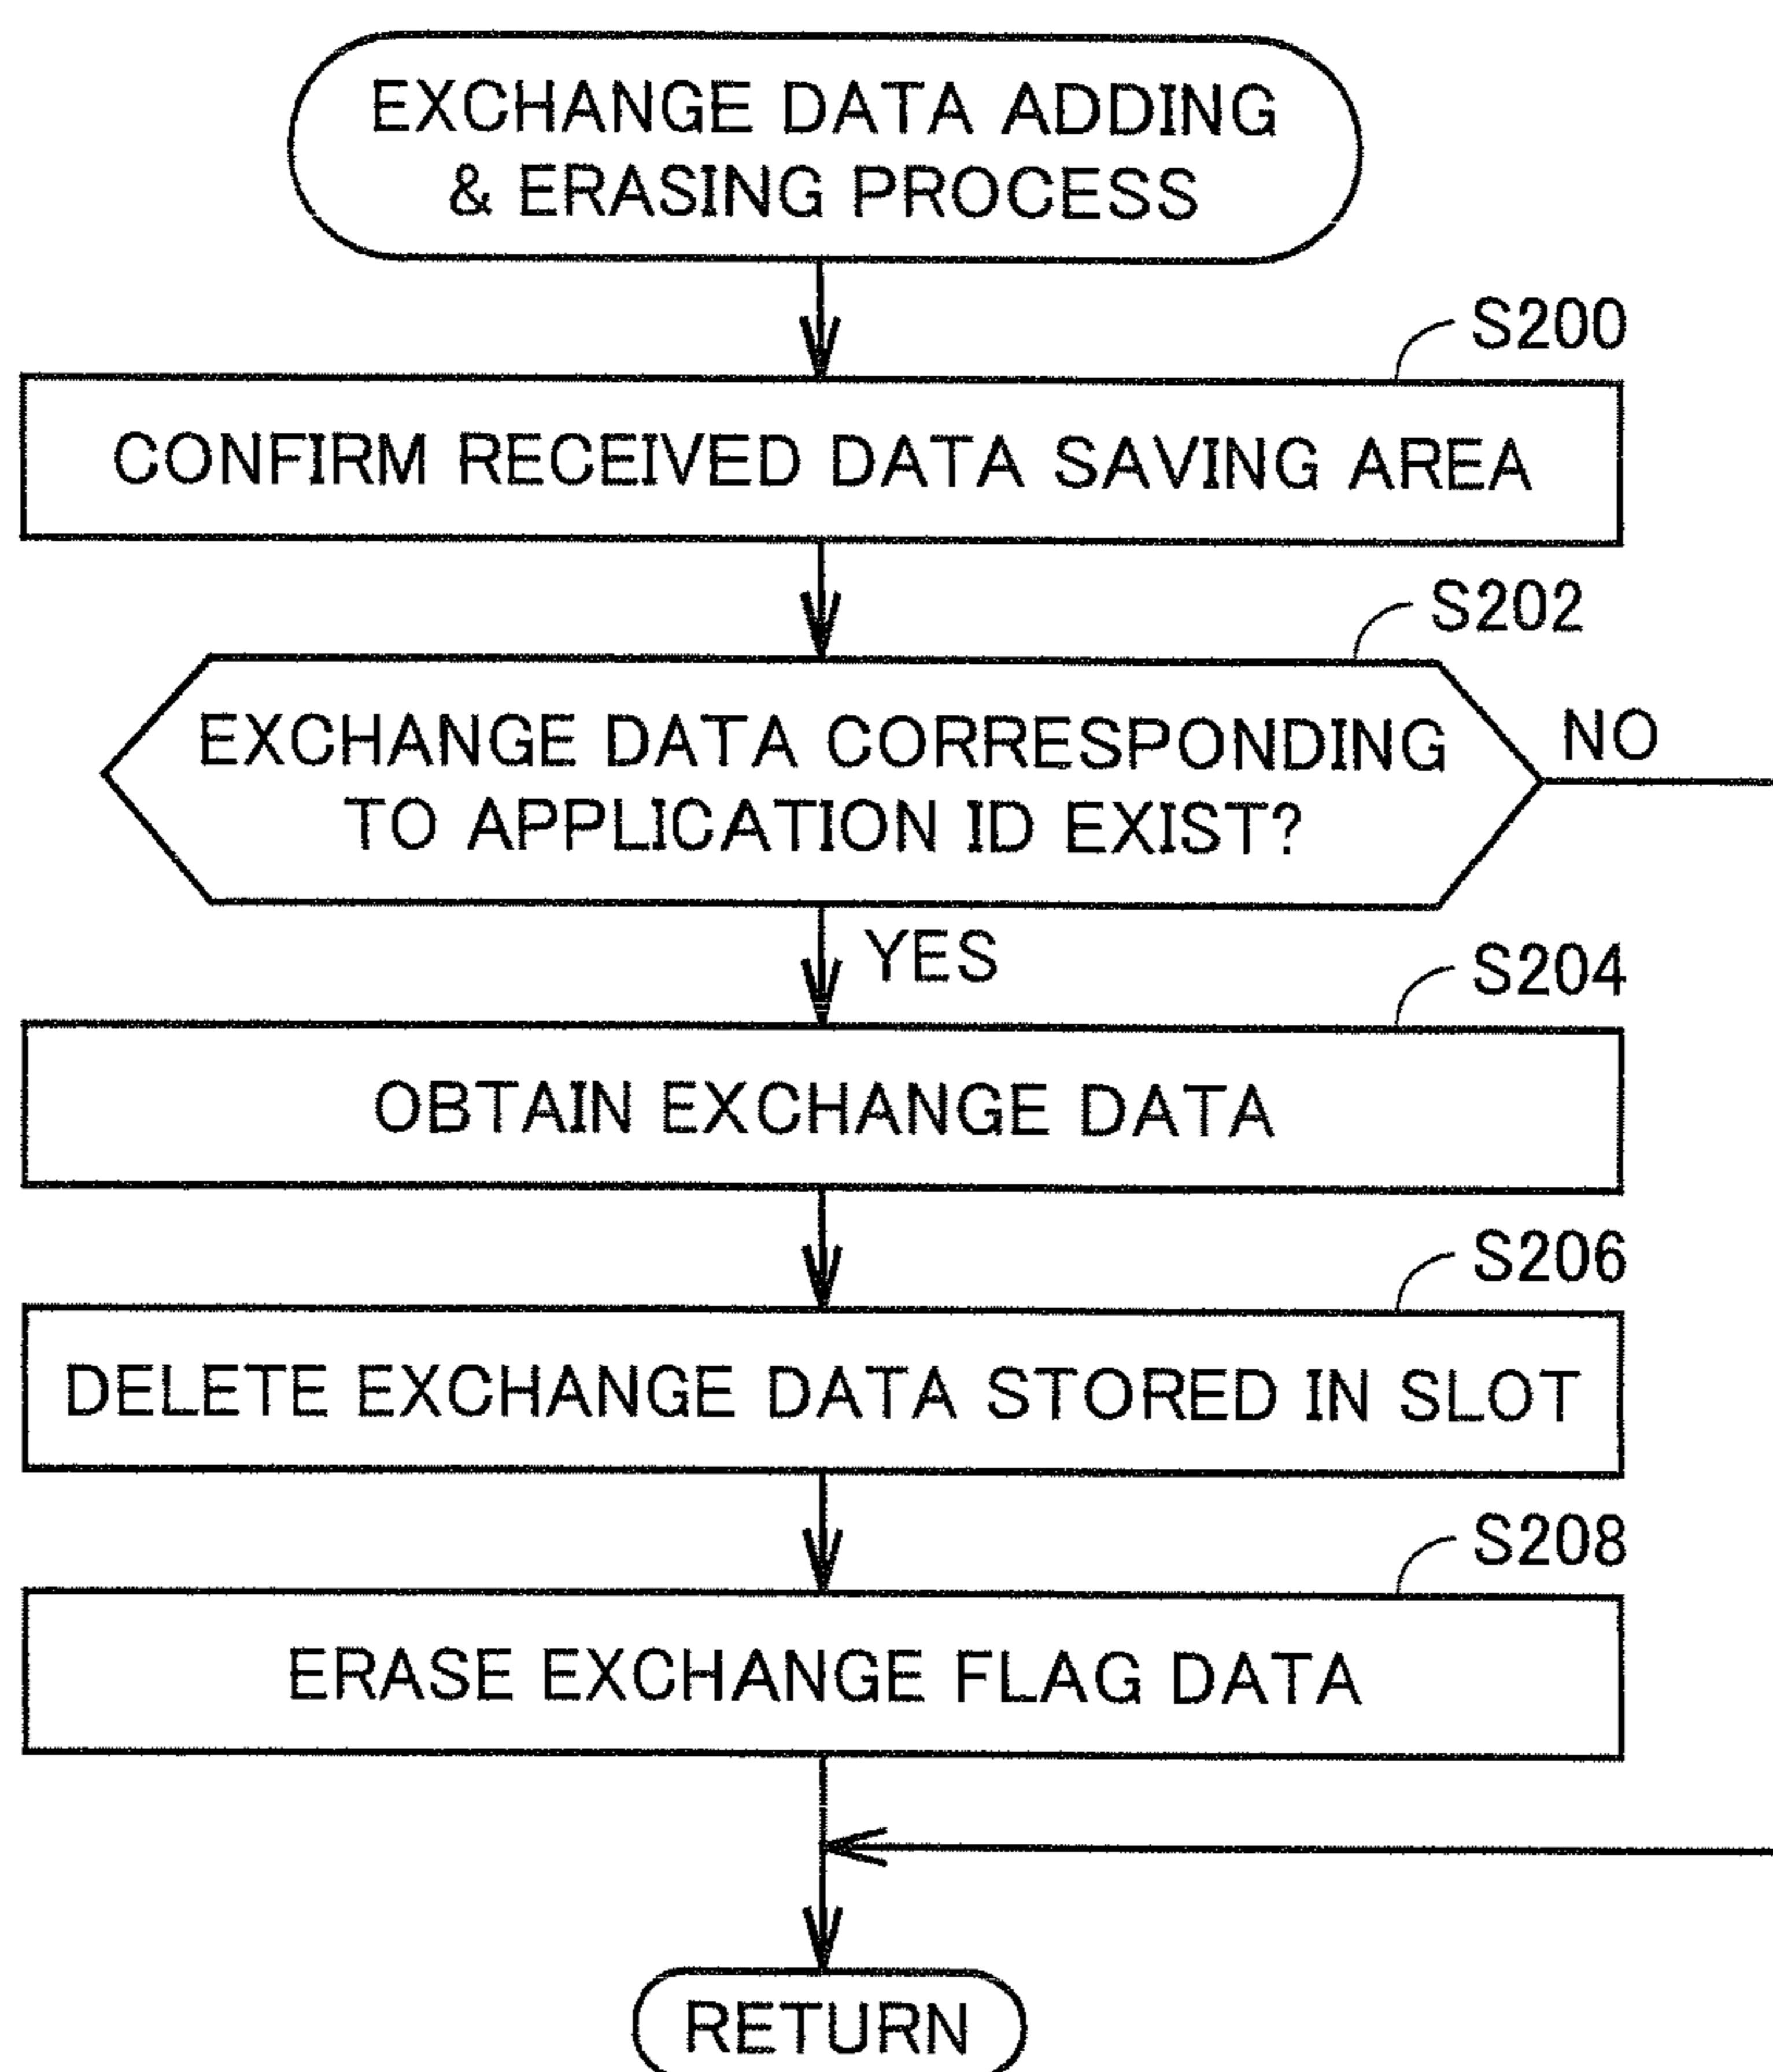 EXCHANGE DATA ADDING
& ERASING PROCESS
S200
CONFIRM RECEIVED DATA SAVING AREA
S202
EXCHANGE DATA CORRESPONDING
TO APPLICATION ID EXIST?
NO
YES
S204
OBTAIN EXCHANGE DATA
S206
DELETE EXCHANGE DATA STORED IN SLOT
S208
ERASE EXCHANGE FLAG DATA
RETURN